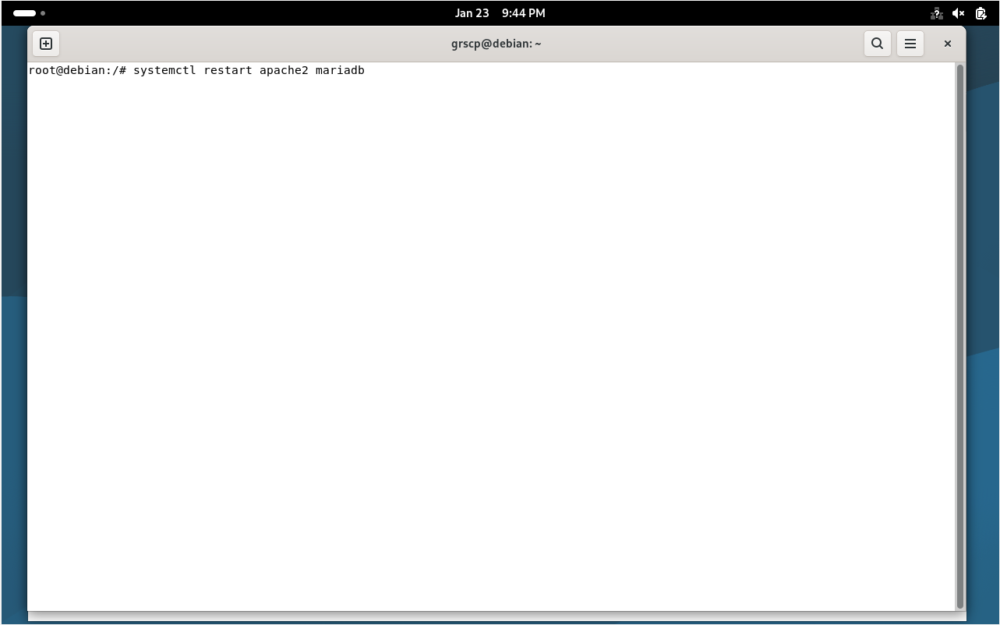 Jan 23 9:44 PM
grscp@debian: ~
root@debian:/# systemctl restart apache2 mariadb